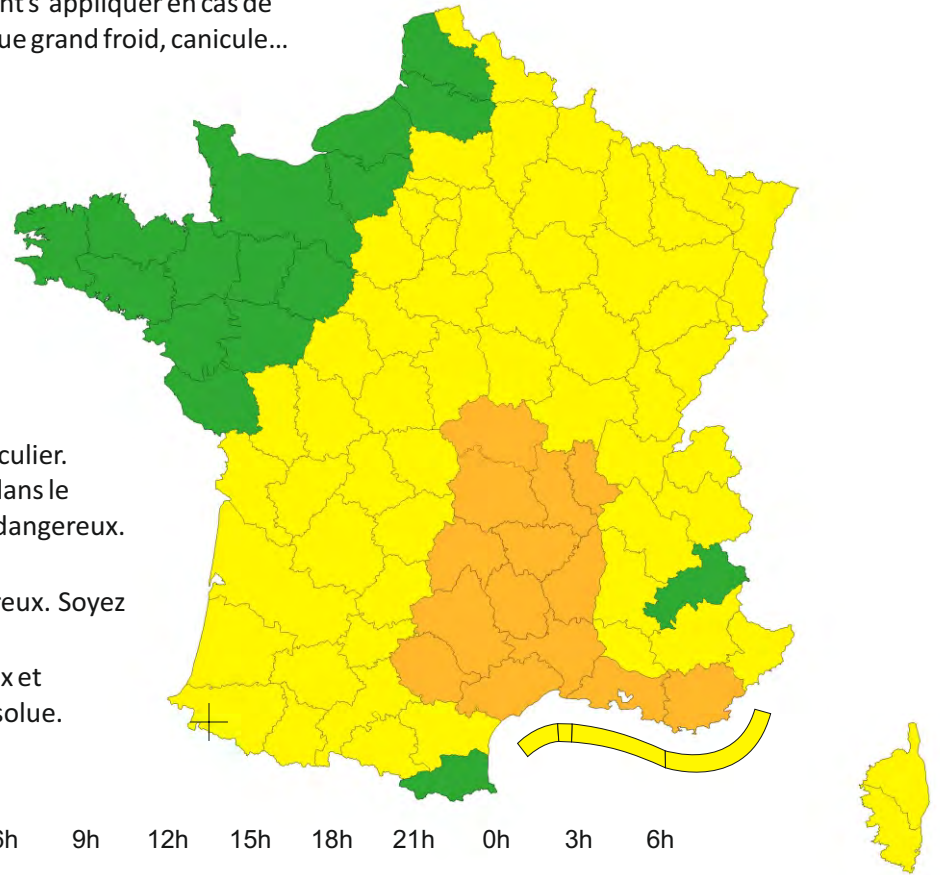 nt s' appliquer en cas de
ue grand froid, canicule...
culier.
dans le
dangereux.
reux. Soyez
x et
solue.
6h 9h 12h 15h 18h 21h 0h 3h 6h